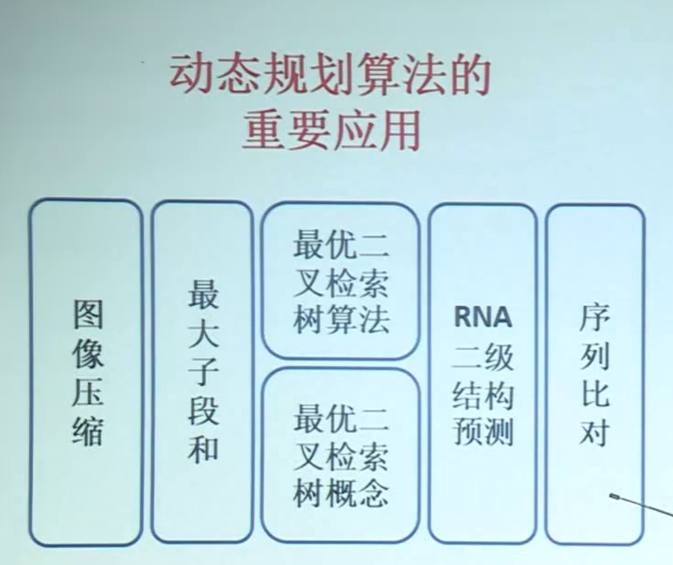 动态规划算法的
重要应用
图像压缩
最大子段和
最优二
叉检索
树算法
最优二
叉检索
树概念
RNA
二级
结构
预测
序列比对